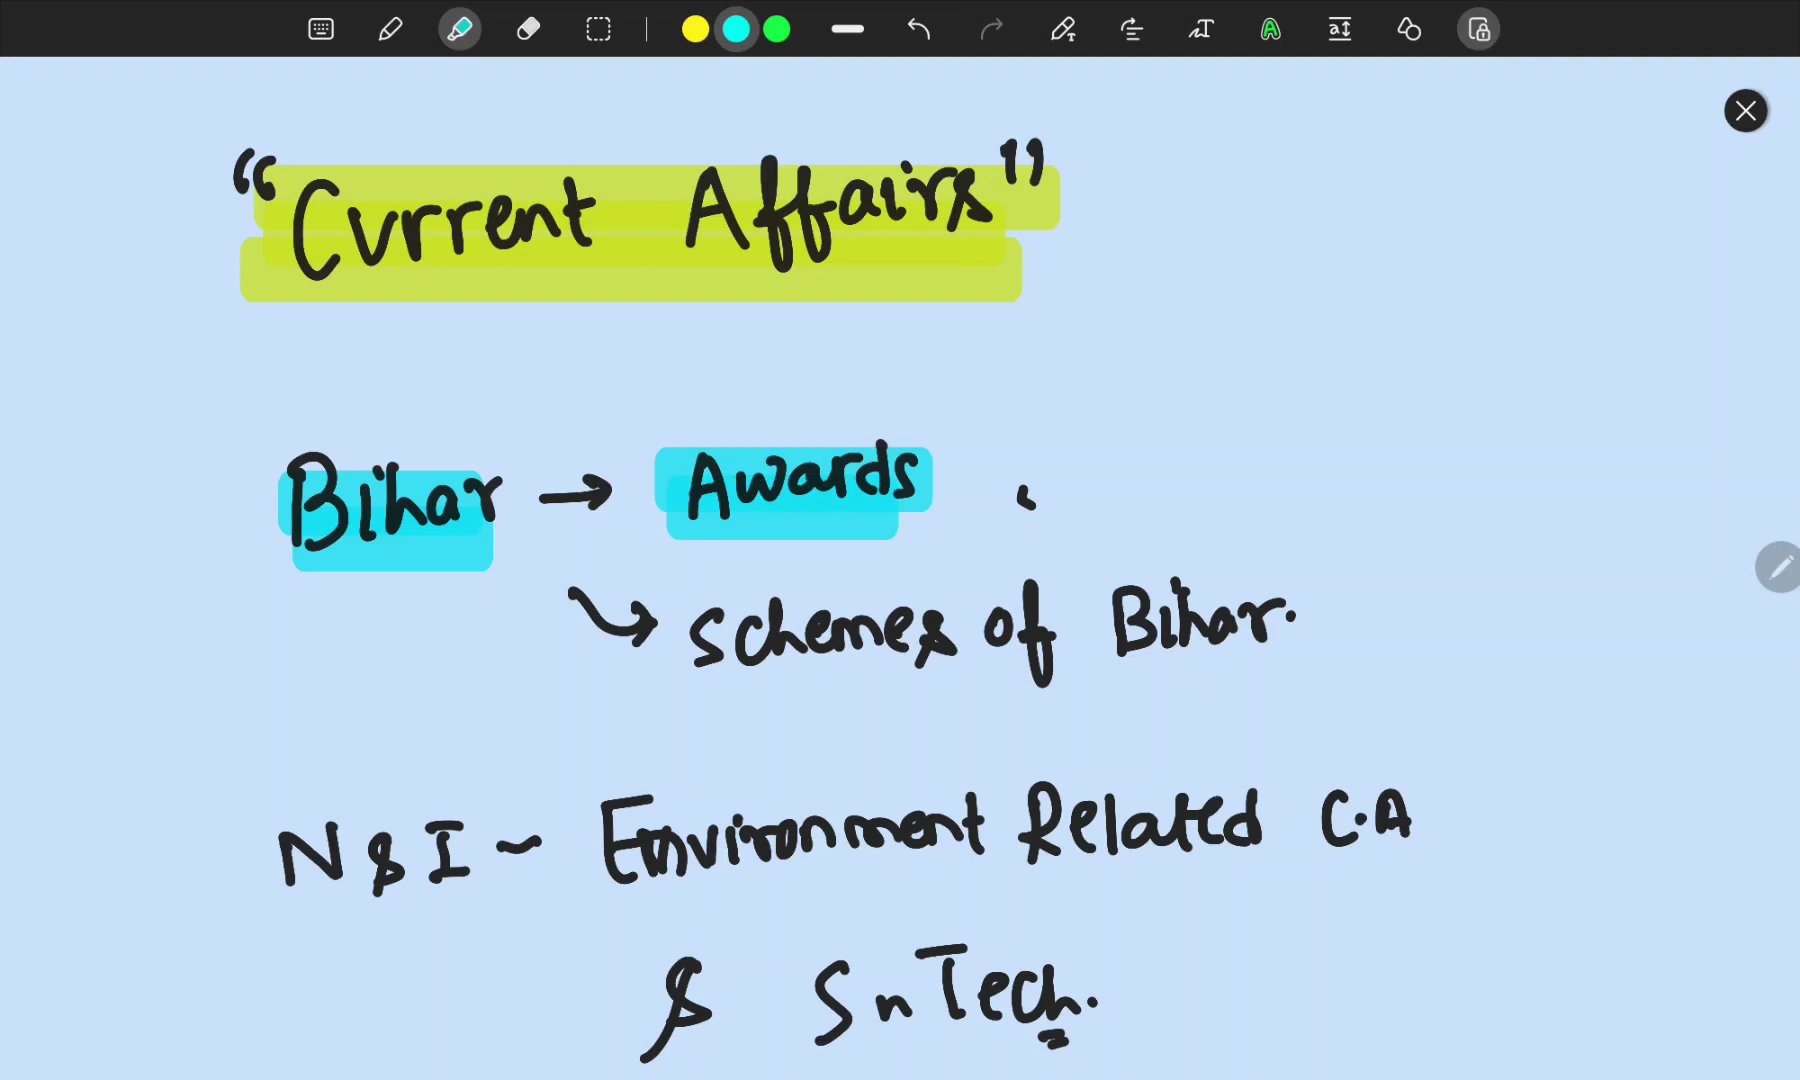 "Current Affairs"
Bihar → Awards
↘ schemes of Bihar.
N & I ~ Environment Related C.A
& SnTech.